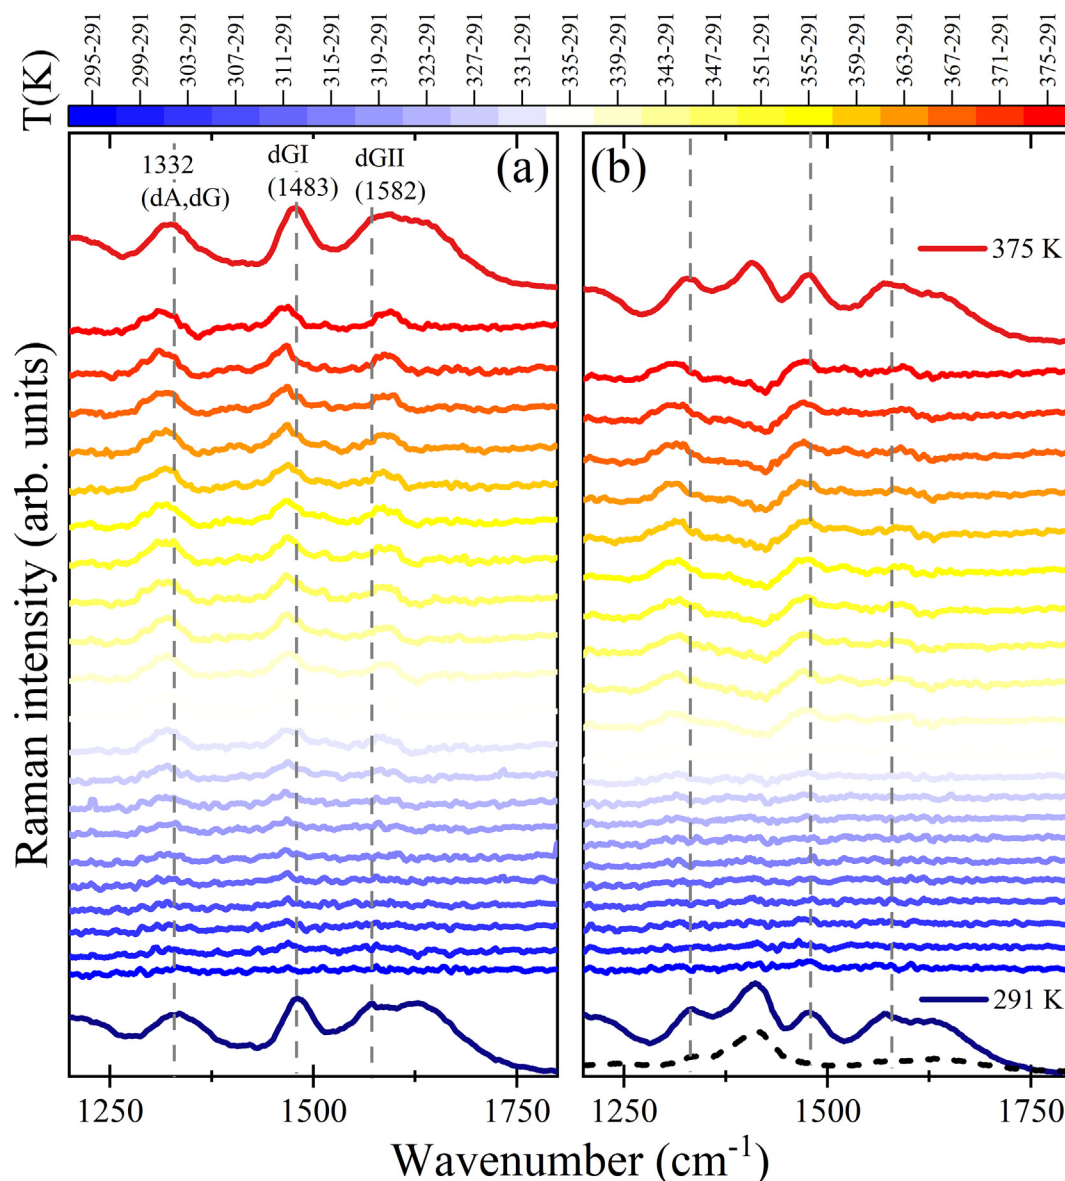 T(K)
295-291
299-291
303-291
307-291
311-291
315-291
319-291
323-291
327-291
331-291
335-291
339-291
343-291
347-291
351-291
355-291
359-291
363-291
367-291
371-291
375-291
1332
(dA,dG)
dGI
(1483)
dGII
(1582)
(a)
(b)
375 K
291 K
Raman intensity (arb. units)
1250 1500 1750 1250 1500 1750
Wavenumber (cm⁻¹)